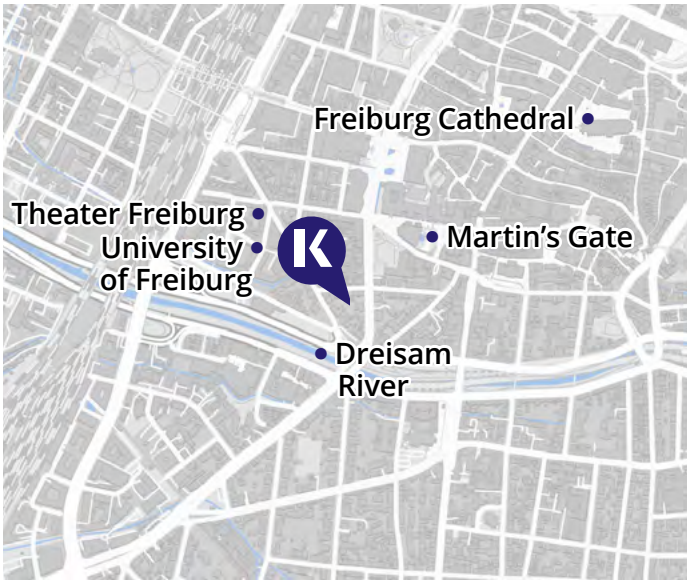 Freiburg Cathedral
Theater Freiburg
University
of Freiburg
K
Martin's Gate
Dreisam
River